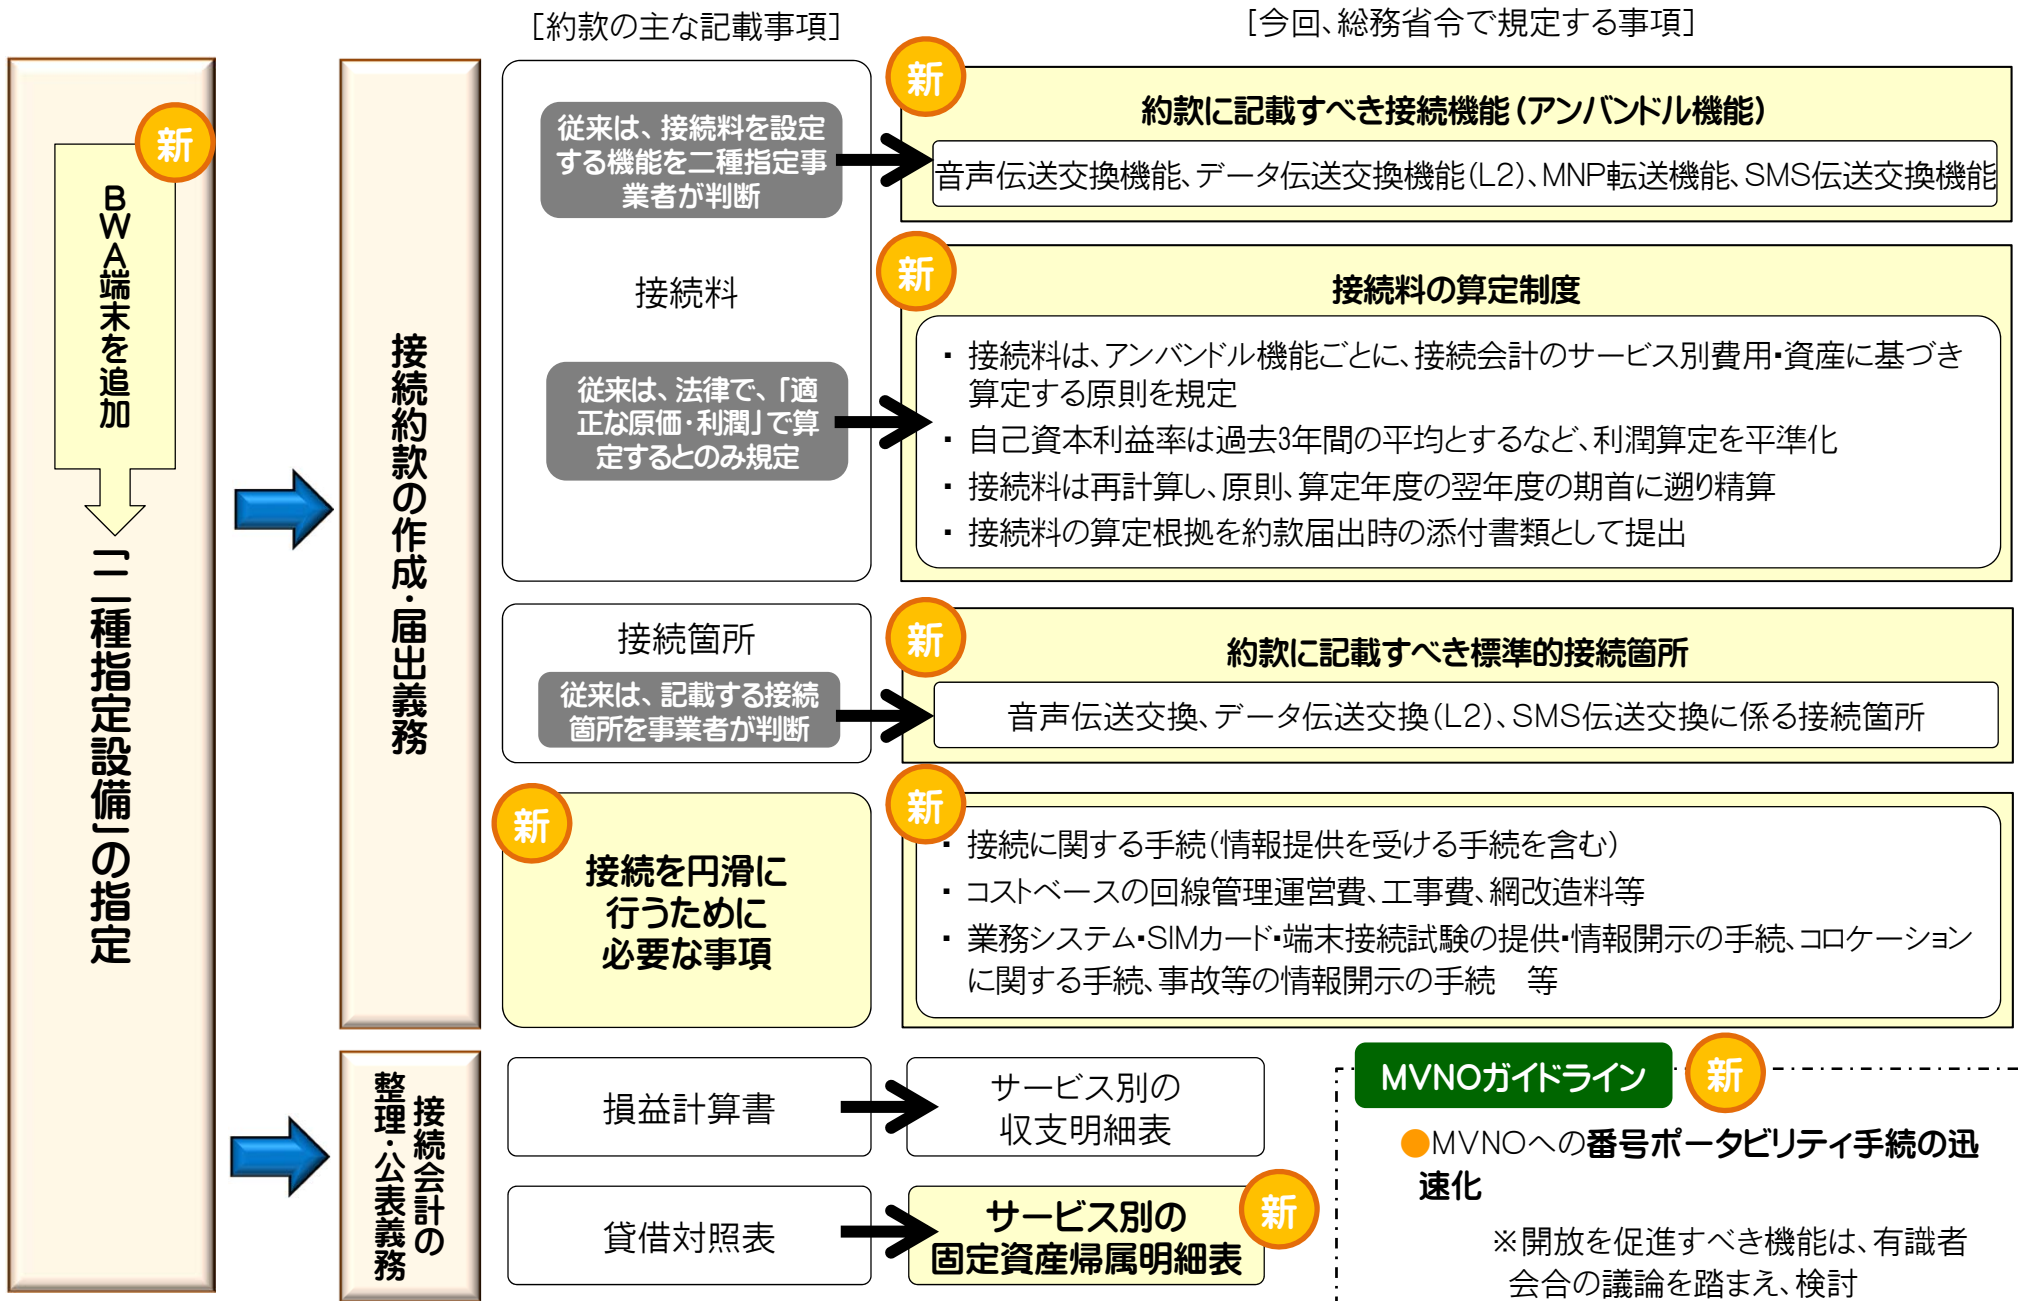 [約款の主な記載事項]
[今回、総務省令で規定する事項]
新
BWA端末を追加
「二種指定設備」の指定
接続約款の作成・届出義務
従来は、接続料を設定
する機能を二種指定事
業者が判断
接続料
従来は、法律で、「適
正な原価・利潤」で算
定するとのみ規定
新
約款に記載すべき接続機能(アンバンドル機能)
音声伝送交換機能、データ伝送交換機能(L2)、MNP転送機能、SMS伝送交換機能
新
接続料の算定制度
・ 接続料は、アンバンドル機能ごとに、接続会計のサービス別費用・資産に基づき
算定する原則を規定
・ 自己資本利益率は過去3年間の平均とするなど、利潤算定を平準化
・ 接続料は再計算し、原則、算定年度の翌年度の期首に遡り精算
・ 接続料の算定根拠を約款届出時の添付書類として提出
接続箇所
従来は、記載する接続
箇所を事業者が判断
新
約款に記載すべき標準的接続箇所
音声伝送交換、データ伝送交換(L2)、SMS伝送交換に係る接続箇所
新
接続を円滑に
行うために
必要な事項
新
・ 接続に関する手続(情報提供を受ける手続を含む)
・ コストベースの回線管理運営費、工事費、網改造料等
・ 業務システム・SIMカード・端末接続試験の提供・情報開示の手続、コロケーション
に関する手続、事故等の情報開示の手続　等
接続会計の
整理・公表義務
損益計算書
サービス別の
収支明細表
貸借対照表
サービス別の
固定資産帰属明細表
新
MVNOガイドライン
新
●MVNOへの番号ポータビリティ手続の迅
速化
※開放を促進すべき機能は、有識者
会合の議論を踏まえ、検討